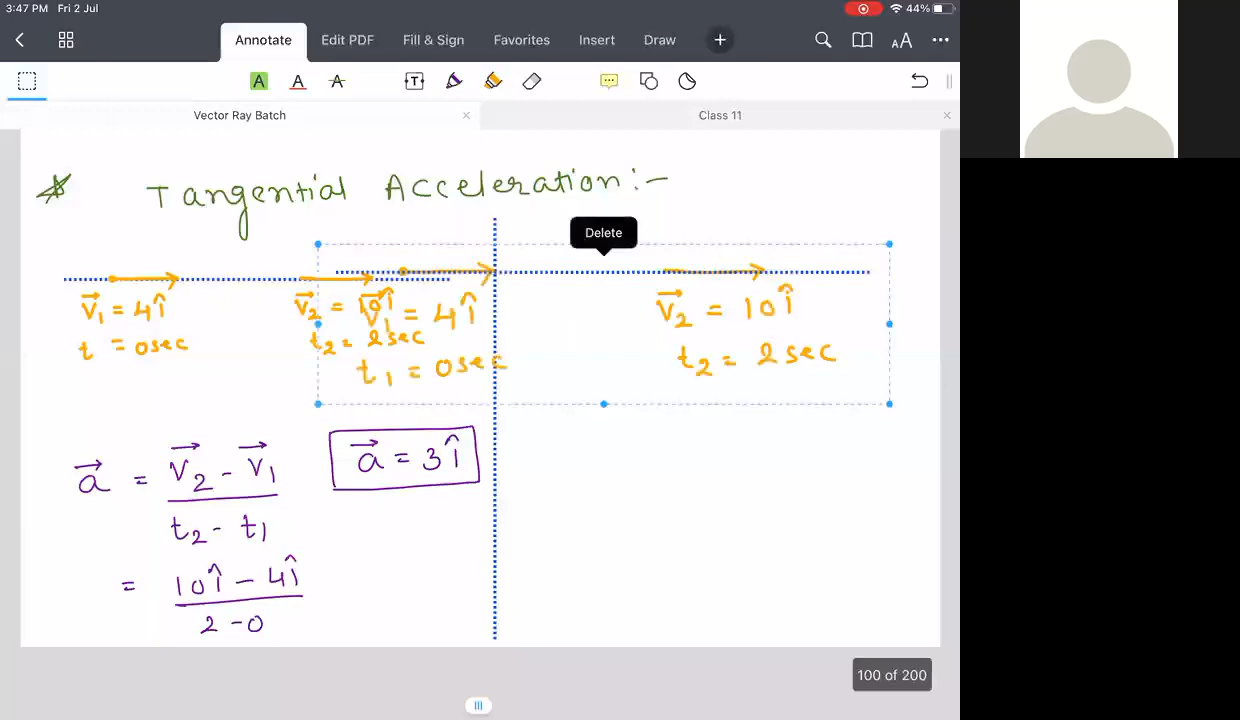 3:47 PM Fri 2 Jul 44%
Annotate Edit PDF Fill & Sign Favorites Insert Draw +
A A A T AA
Vector Ray Batch × Class 11 ×
Tangential Acceleration:-
Delete
v⃗₁ = 4î
t = 0sec
v⃗₂ = 10î
t₂ = 2sec
v⃗₁ = 4î
t₁ = 0sec
v⃗₂ = 10î
t₂ = 2sec
a⃗ = (v⃗₂ - v⃗₁) / (t₂ - t₁)
= (10î - 4î) / (2 - 0)
a⃗ = 3î
100 of 200